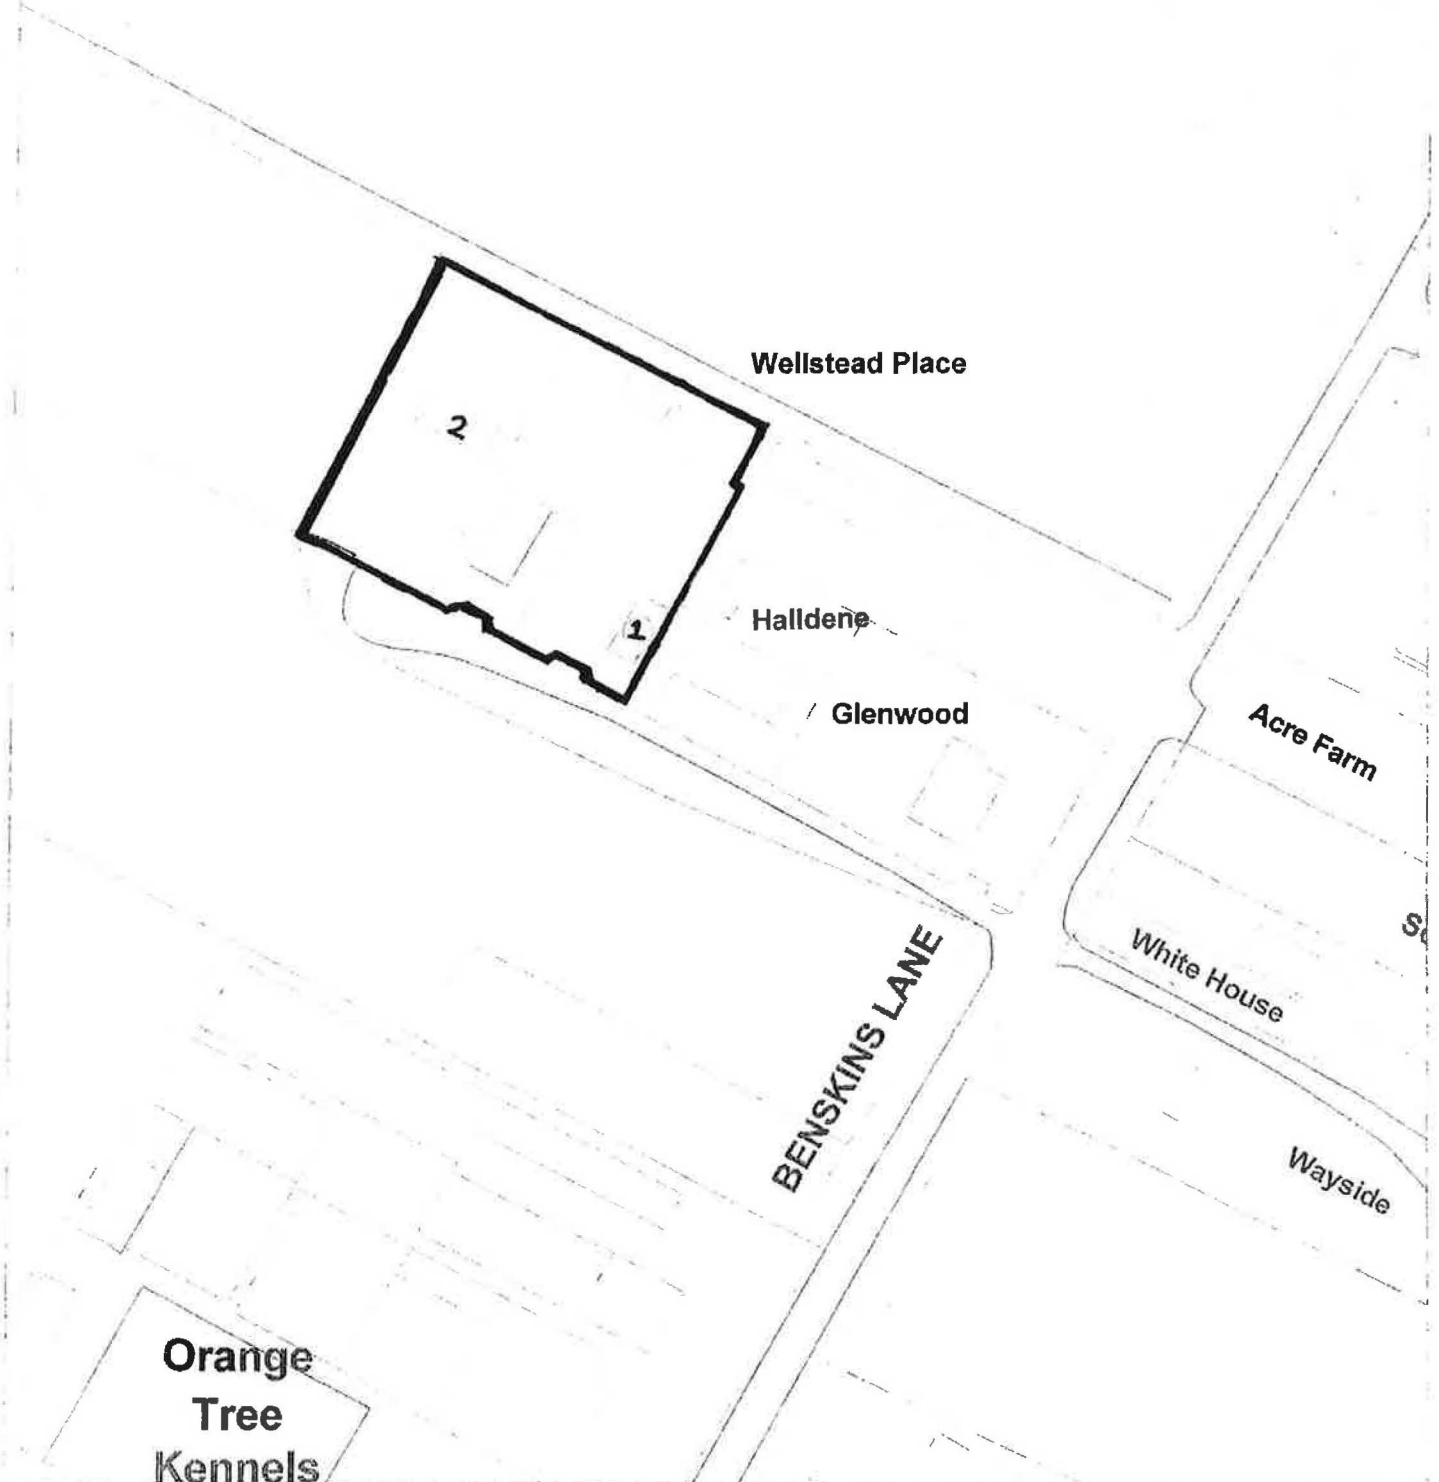 Wellstead Place
2
Halldene
1
Glenwood
Acre Farm
White House
BENSKINS LANE
Wayside
Orange
Tree
Kennels